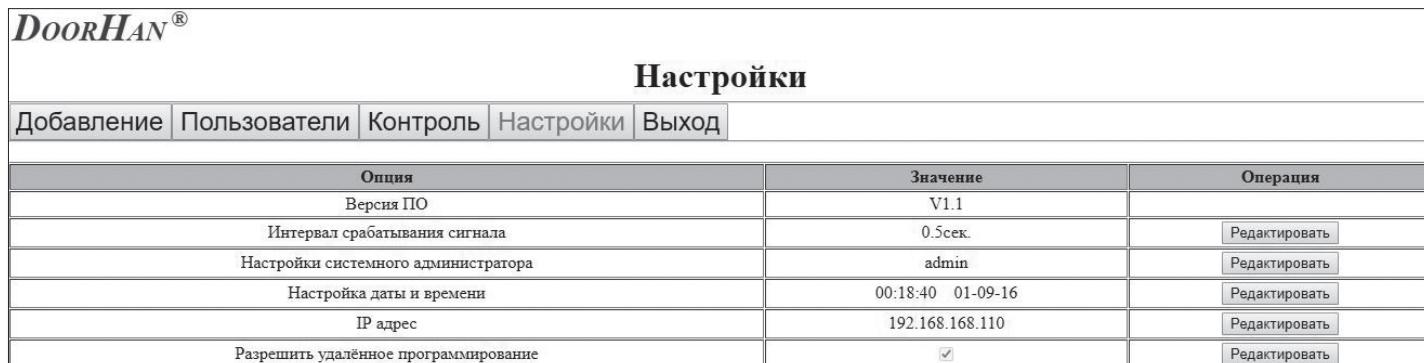 DOORHAN®
Настройки
Добавление Пользователи Контроль Настройки Выход
Опция Значение Операция
Версия ПО V1.1
Интервал срабатывания сигнала 0.5сек. Редактировать
Настройки системного администратора admin Редактировать
Настройка даты и времени 00:18:40 01-09-16 Редактировать
IP адрес 192.168.168.110 Редактировать
Разрешить удалённое программирование Редактировать